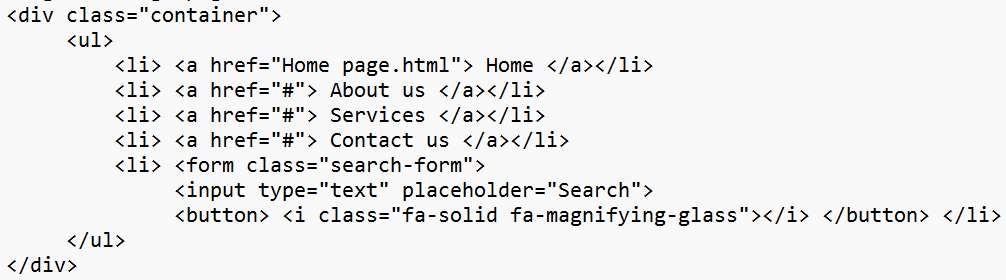 <div class="container">
<ul>
<li> <a href="Home page.html"> Home </a></li>
<li> <a href="#"> About us </a></li>
<li> <a href="#"> Services </a></li>
<li> <a href="#"> Contact us </a></li>
<li> <form class="search-form">
<input type="text" placeholder="Search">
<button> <i class="fa-solid fa-magnifying-glass"></i> </button> </li>
</ul>
</div>